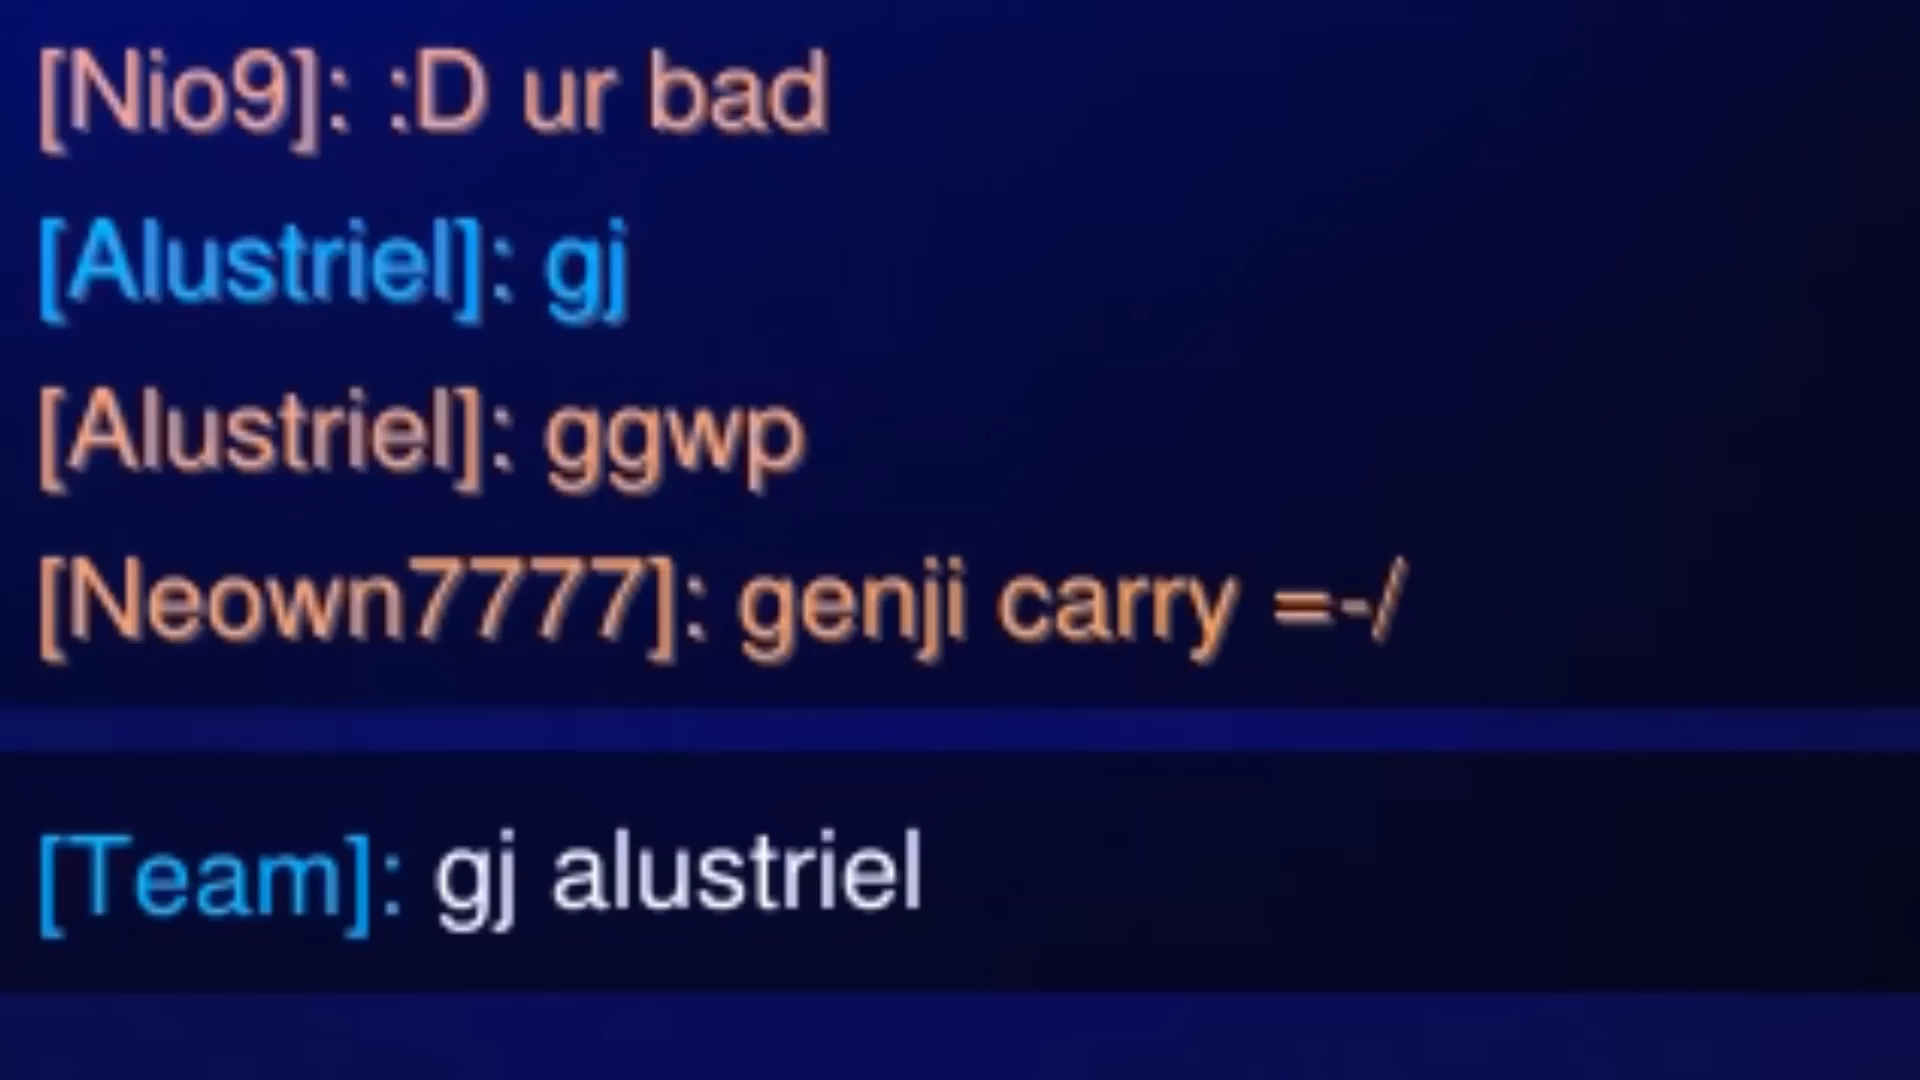 [Nio9]: :D ur bad
[Alustriel]: gj
[Alustriel]: ggwp
[Neown7777]: genji carry =-/
[Team]: gj alustriel